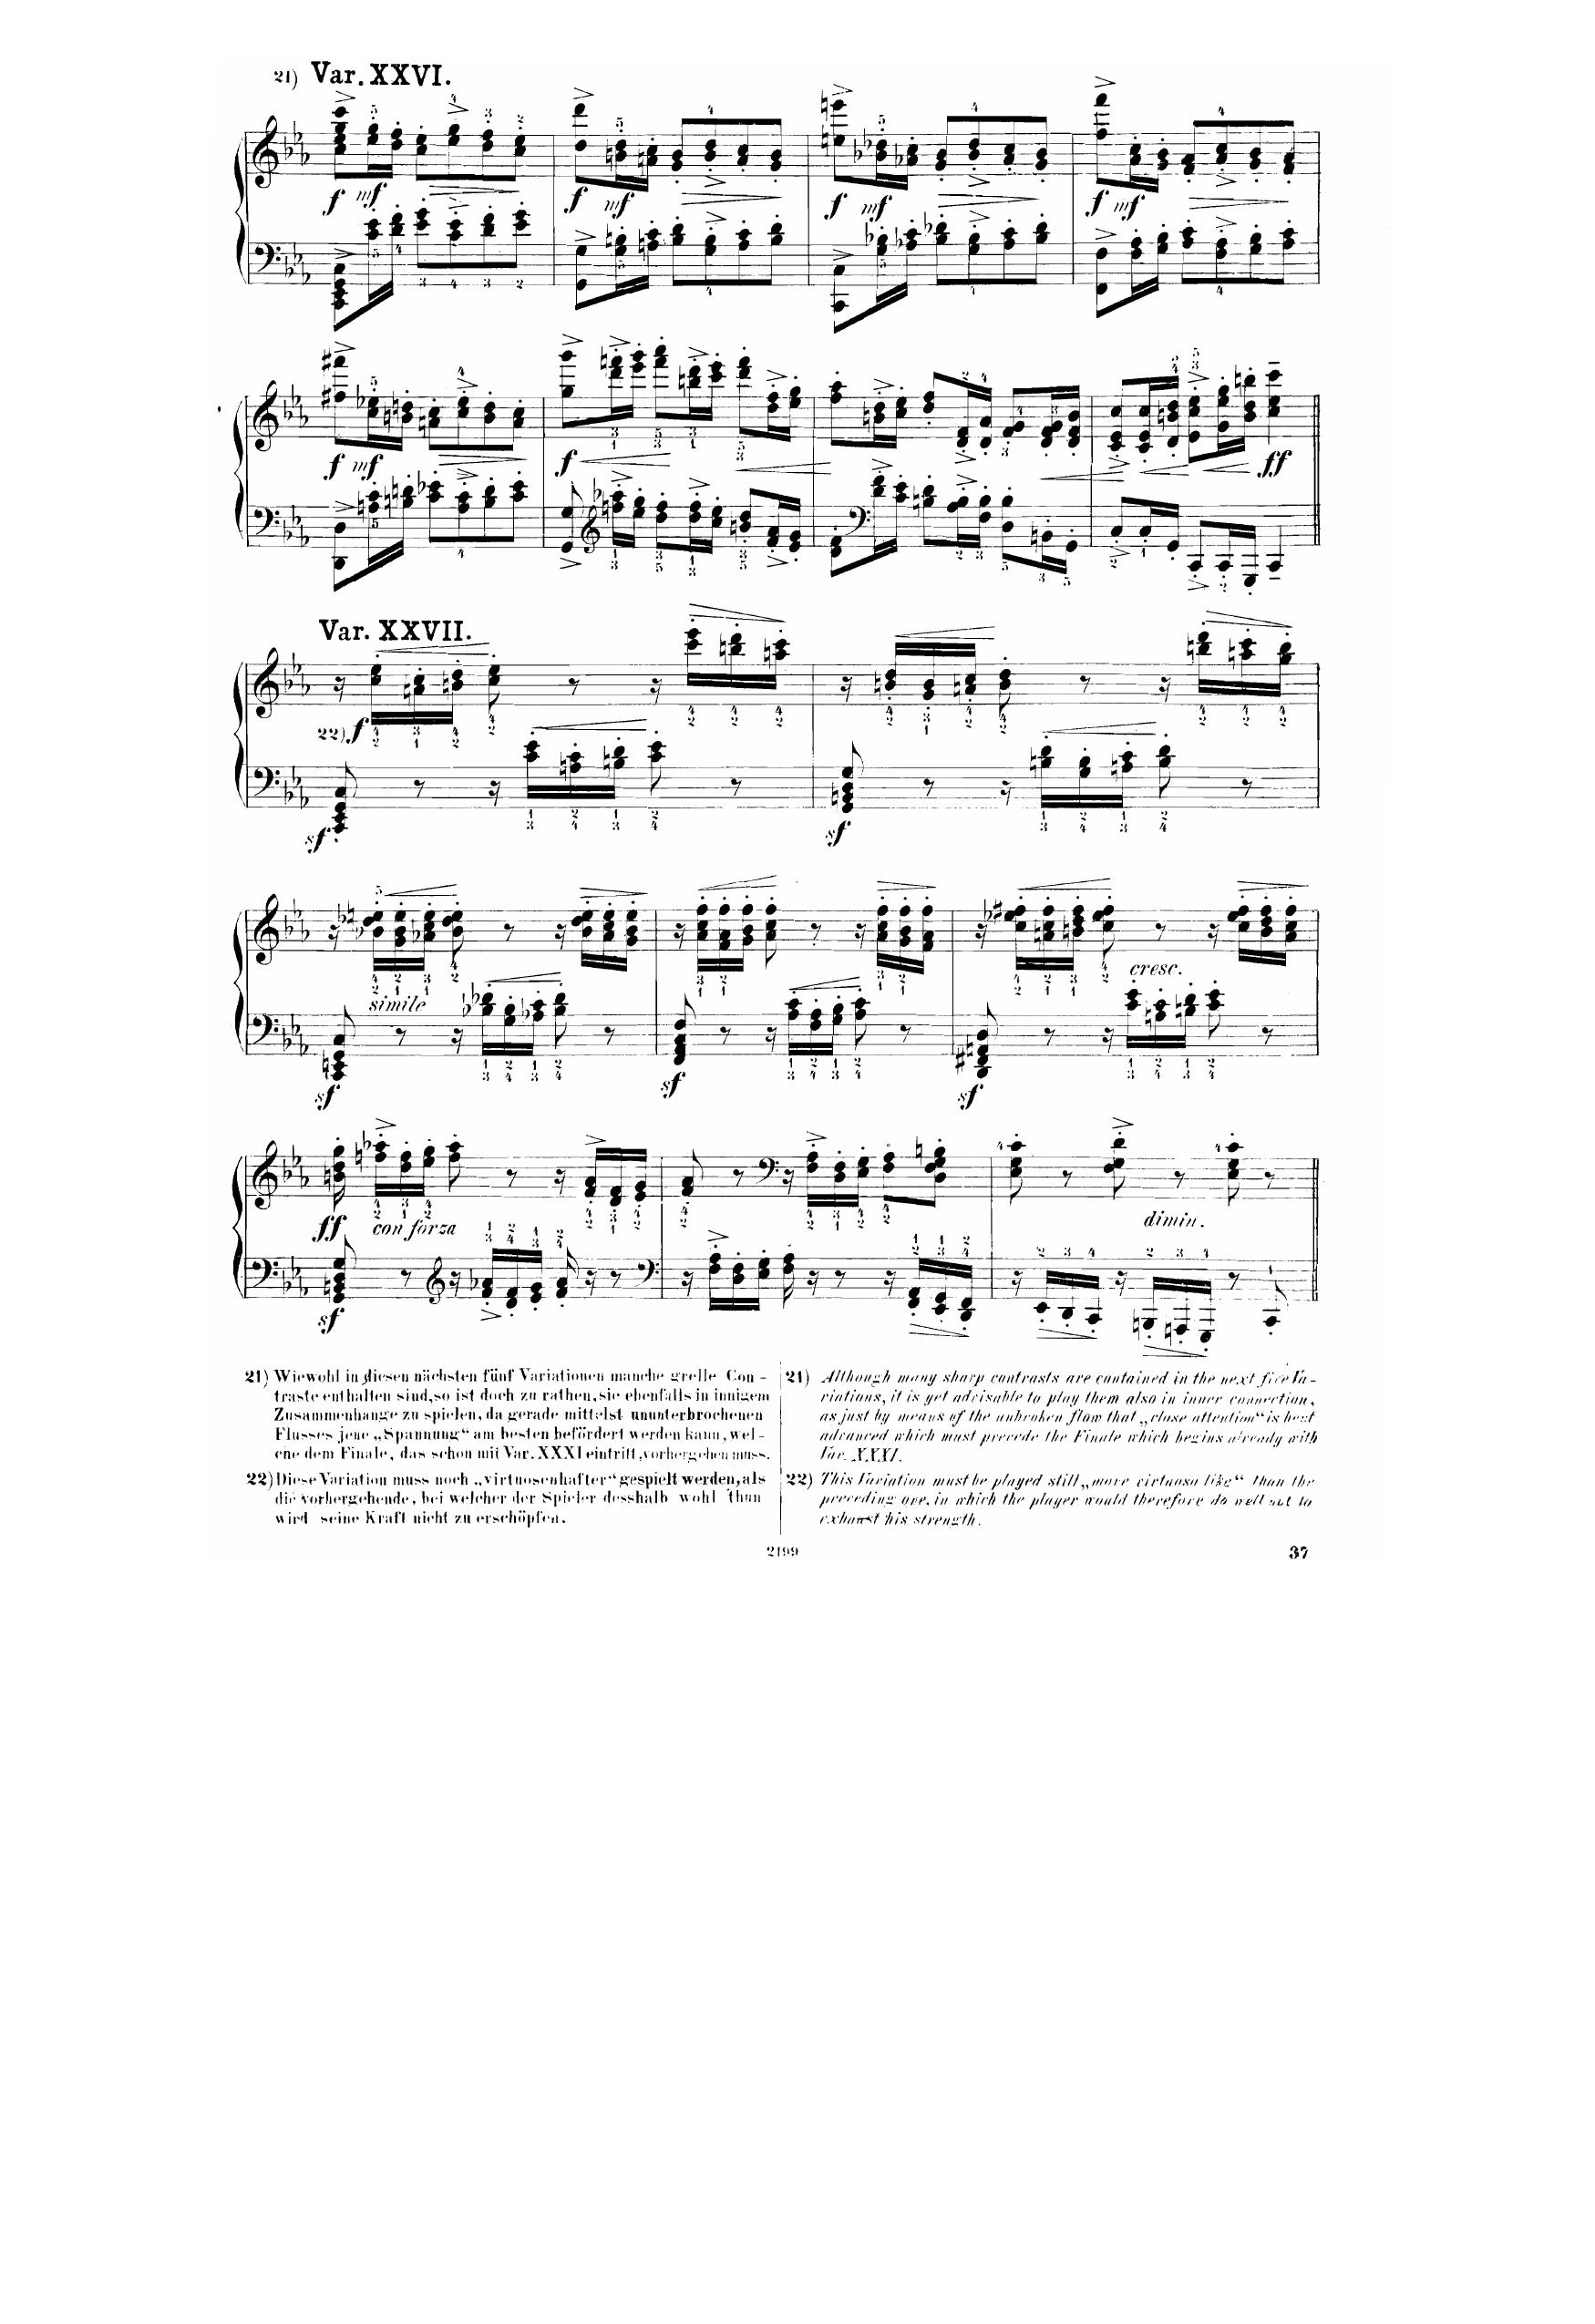 21) Var. XXVI.
f mf f mf f mf f mf
f mf f ff
Var. XXVII.
22) f
sf sf
simile
cresc.
sf sf sf
ff con forza
dimin.
sf
21) Wiewohl in diesen nächsten fünf Variationen manche grelle Con-
traste enthalten sind, so ist doch zu rathen, sie ebenfalls in innigem
Zusammenhange zu spielen, da gerade mittelst ununterbrochenen
Flusses jene „Spannung“ am besten befördert werden kann, wel-
che dem Finale, das schon mit Var. XXXI eintritt, vorhergehen muss.
22) Diese Variation muss noch „virtuosenhafter“ gespielt werden, als
die vorhergehende, bei welcher der Spieler desshalb wohl thun
wird seine Kraft nicht zu erschöpfen.
21) Although many sharp contrasts are contained in the next five Va-
riations, it is yet advisable to play them also in inner connection,
as just by means of the unbroken flow that „close attention“ is best
advanced which must precede the Finale which begins already with
Var. XXXI.
22) This Variation must be played still „more virtuoso like“ than the
preceding one, in which the player would therefore do well not to
exhaust his strength.
2199
37